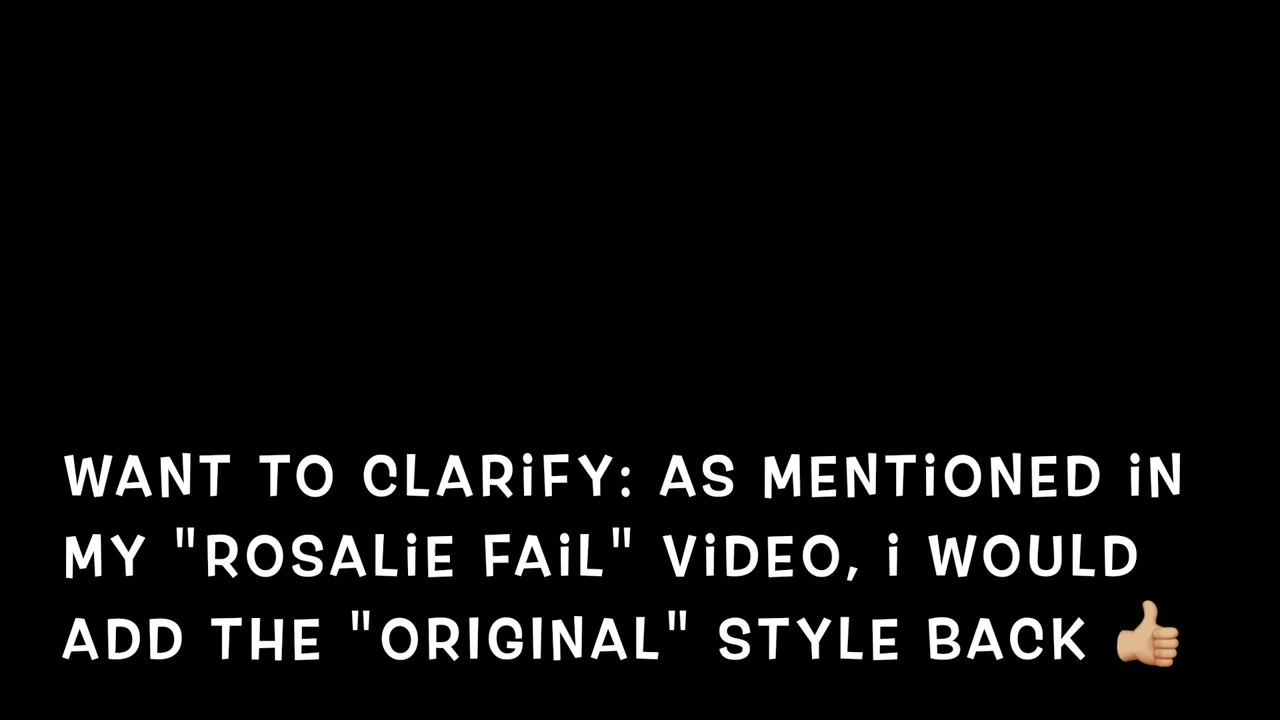 WANT TO CLARiFY: AS MENTiONED iN
MY "ROSALiE FAiL" ViDEO, i WOULD
ADD THE "ORIGINAL" STYLE BACK 👍🏼